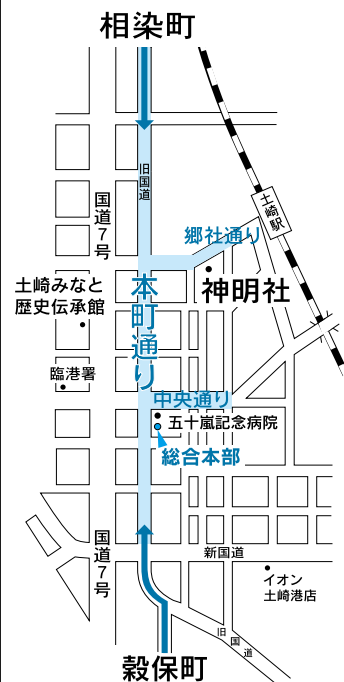 相染町
旧国道
国道7号
土崎駅
郷社通り
神明社
土崎みなと
歴史伝承館
本町通り
臨港署
中央通り
五十嵐記念病院
総合本部
国道7号
新国道
イオン
土崎港店
旧国道
穀保町